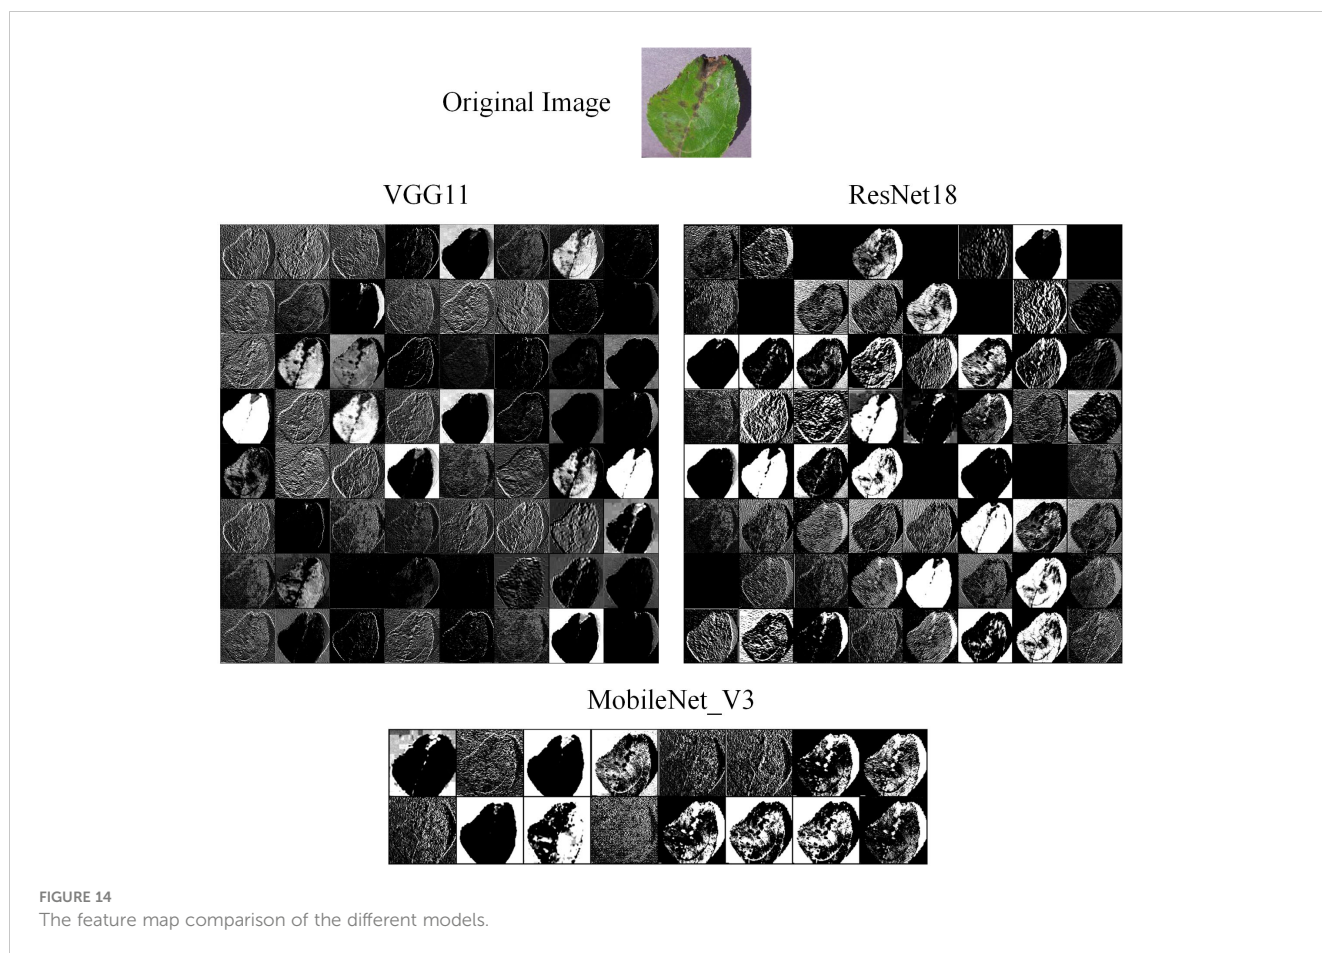 Original Image
VGG11
ResNet18
MobileNet_V3
FIGURE 14
The feature map comparison of the different models.